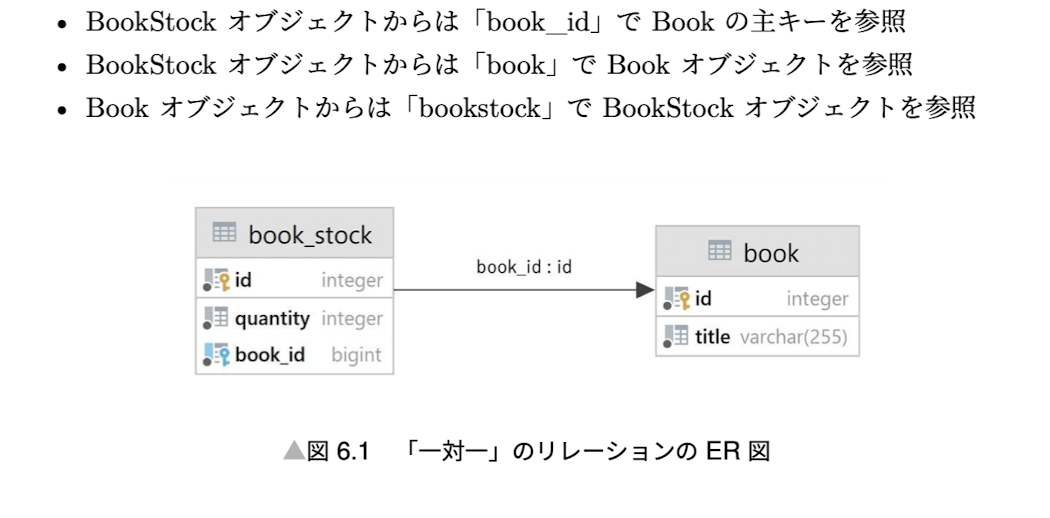 • BookStock オブジェクトからは「book_id」で Book の主キーを参照
• BookStock オブジェクトからは「book」で Book オブジェクトを参照
• Book オブジェクトからは「bookstock」で BookStock オブジェクトを参照
book_stock
id integer
quantity integer
book_id bigint
book_id : id
book
id integer
title varchar(255)
▲図 6.1 「一対一」のリレーションの ER 図